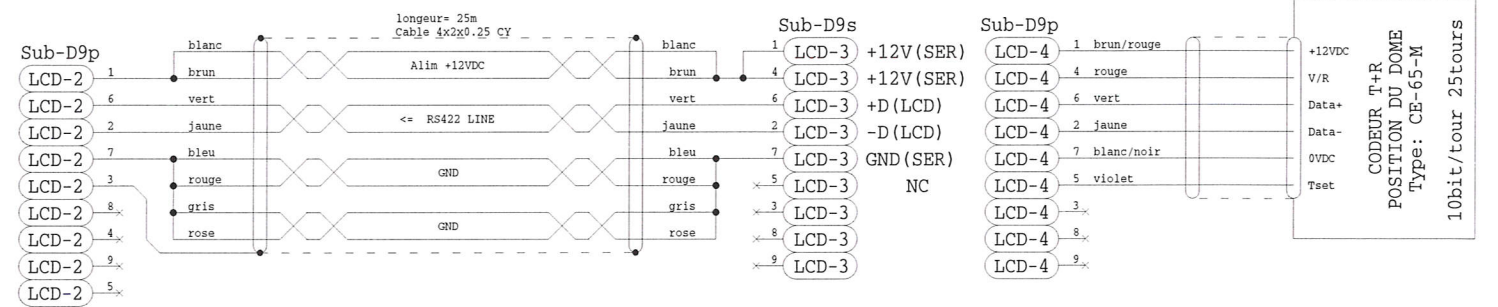 longeur= 25m
Cable 4x2x0.25 CY
Sub-D9p
LCD-2 1
LCD-2 6
LCD-2 2
LCD-2 7
LCD-2 3
LCD-2 8
LCD-2 4
LCD-2 9
LCD-2 5
blanc
brun
vert
jaune
bleu
rouge
gris
rose
Alim +12VDC
<= RS422 LINE
GND
GND
blanc
brun
vert
jaune
bleu
rouge
gris
rose
Sub-D9s
1 LCD-3 +12V(SER)
4 LCD-3 +12V(SER)
6 LCD-3 +D(LCD)
2 LCD-3 -D(LCD)
7 LCD-3 GND(SER)
5 LCD-3 NC
3 LCD-3
8 LCD-3
9 LCD-3
Sub-D9p
LCD-4 1 brun/rouge +12VDC
LCD-4 4 rouge V/R
LCD-4 6 vert Data+
LCD-4 2 jaune Data-
LCD-4 7 blanc/noir 0VDC
LCD-4 5 violet Tset
LCD-4 3
LCD-4 8
LCD-4 9
CODEUR T+R
POSITION DU DOME
Type: CE-65-M
10bit/tour 25tours